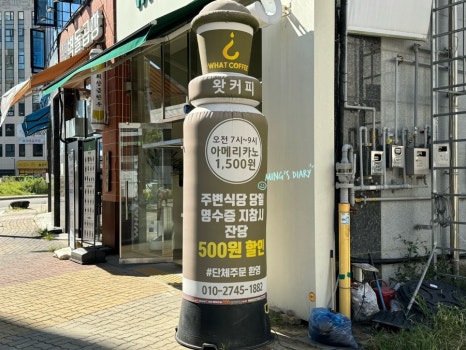 WHAT COFFEE
왓커피
오전 7시~9시
아메리카노
1,500원
MING'S DIARY
주변식당 당일
영수증 지참시
잔당
500원 할인
#단체주문 환영
010-2745-1882